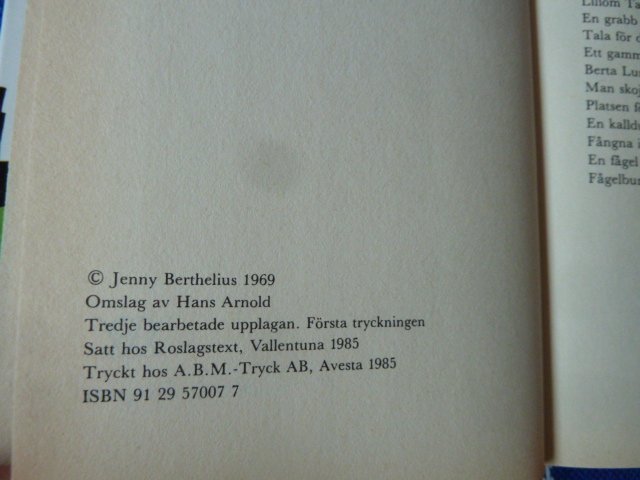 © Jenny Berthelius 1969
Omslag av Hans Arnold
Tredje bearbetade upplagan. Första tryckningen
Satt hos Roslagstext, Vallentuna 1985
Tryckt hos A.B.M.-Tryck AB, Avesta 1985
ISBN 91 29 57007 7
En grabb
Tala för
Ett gamm
Berta Lu
Man skoj
Platsen f
En kalld
Fångna i
En fågel
Fågelbur